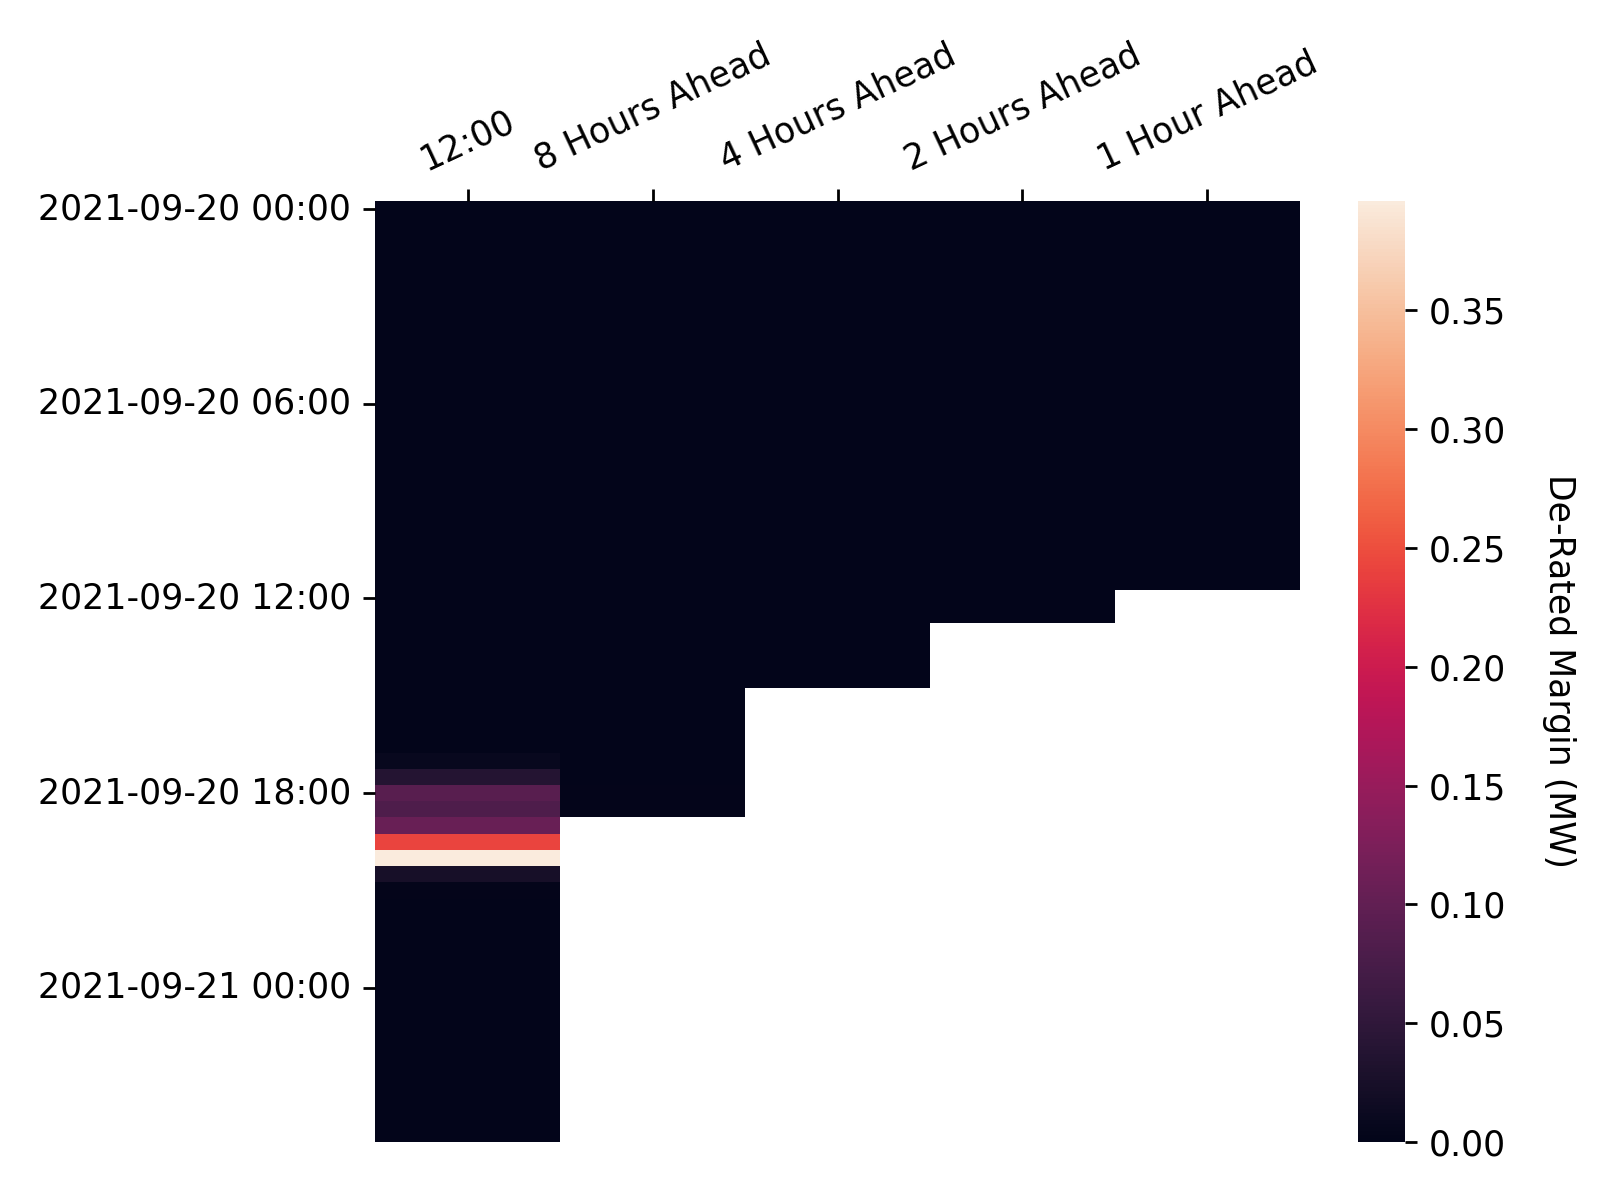 12:00
8 Hours Ahead
4 Hours Ahead
2 Hours Ahead
1 Hour Ahead
2021-09-20 00:00
2021-09-20 06:00
2021-09-20 12:00
2021-09-20 18:00
2021-09-21 00:00
0.35
0.30
0.25
0.20
0.15
0.10
0.05
0.00
De-Rated Margin (MW)